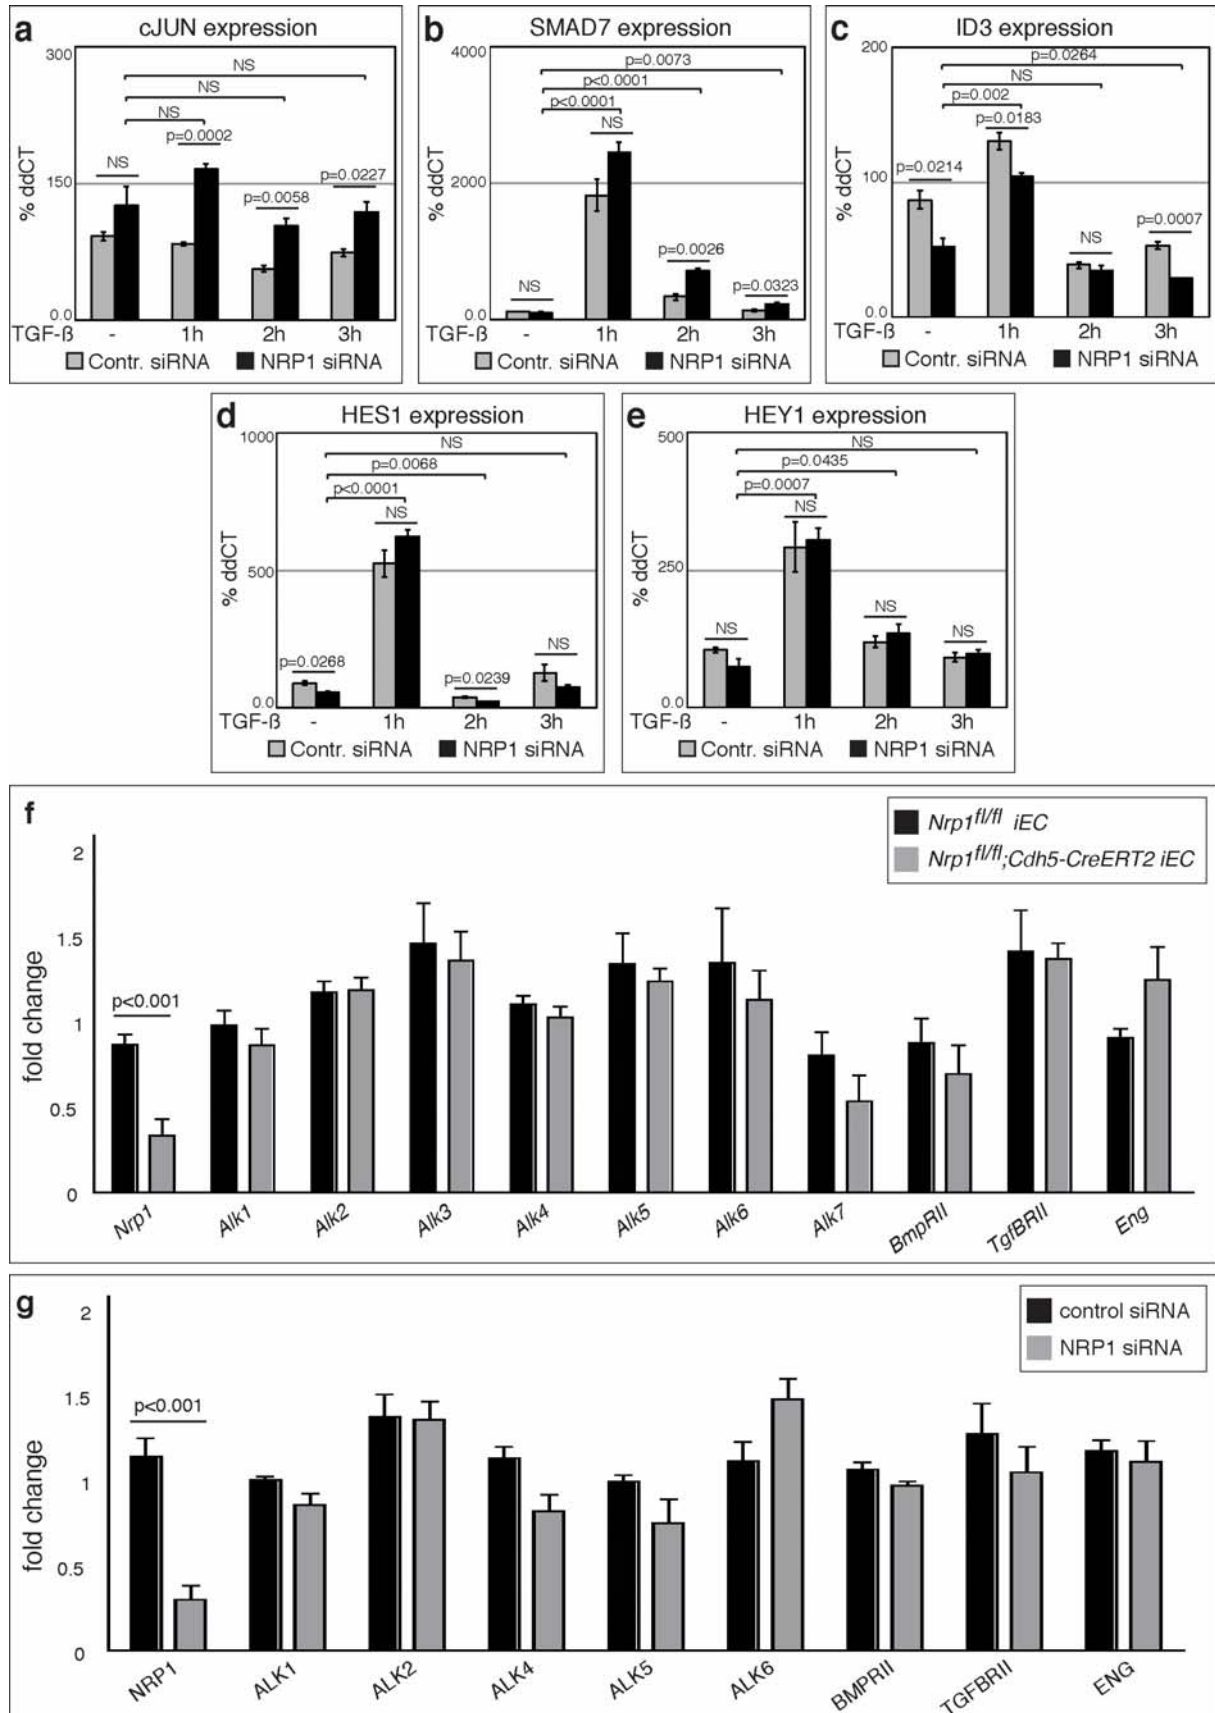 a cJUN expression
300
NS
NS
NS
NS
p=0.0002
p=0.0058
p=0.0227
150
% ddCT
0.0
TGF-ß - 1h 2h 3h
Contr. siRNA NRP1 siRNA
b SMAD7 expression
4000
p=0.0073
p<0.0001
p<0.0001
NS
NS
p=0.0026
p=0.0323
2000
% ddCT
0.0
TGF-ß - 1h 2h 3h
Contr. siRNA NRP1 siRNA
c ID3 expression
200
p=0.0264
NS
p=0.002
p=0.0183
p=0.0214
NS
p=0.0007
100
% ddCT
0.0
TGF-ß - 1h 2h 3h
Contr. siRNA NRP1 siRNA
d HES1 expression
1000
NS
p=0.0068
p<0.0001
NS
p=0.0268
p=0.0239
NS
500
% ddCT
0.0
TGF-ß - 1h 2h 3h
Contr. siRNA NRP1 siRNA
e HEY1 expression
500
NS
p=0.0435
p=0.0007
NS
NS
NS
NS
250
% ddCT
0.0
TGF-ß - 1h 2h 3h
Contr. siRNA NRP1 siRNA
f
Nrp1fl/fl iEC
Nrp1fl/fl;Cdh5-CreERT2 iEC
2
1.5
1
0.5
0
fold change
p<0.001
Nrp1 Alk1 Alk2 Alk3 Alk4 Alk5 Alk6 Alk7 BmpRII TgfBRII Eng
g
control siRNA
NRP1 siRNA
2
1.5
1
0.5
0
fold change
p<0.001
NRP1 ALK1 ALK2 ALK4 ALK5 ALK6 BMPRII TGFBRII ENG